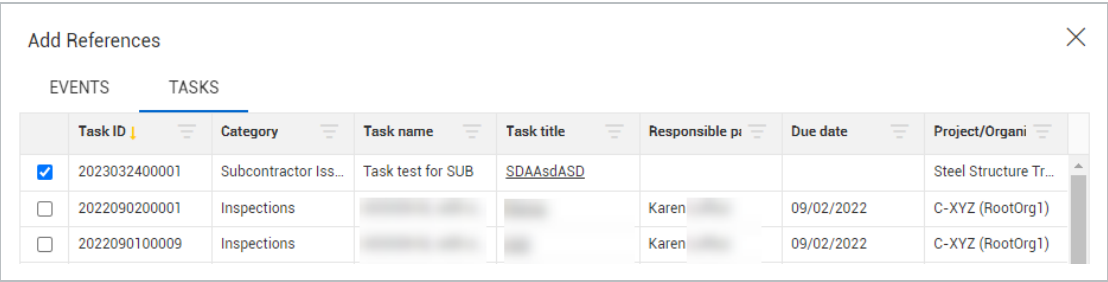 Add References
EVENTS TASKS
Task ID Category Task name Task title Responsible pa Due date Project/Organi
2023032400001 Subcontractor Iss... Task test for SUB SDAAsdASD Steel Structure Tr...
2022090200001 Inspections Karen 09/02/2022 C-XYZ (RootOrg1)
2022090100009 Inspections Karen 09/02/2022 C-XYZ (RootOrg1)